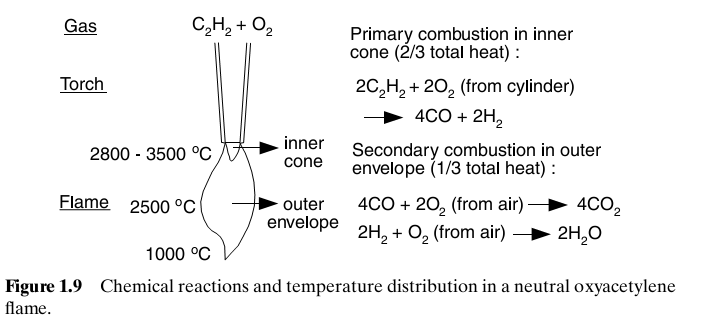 Gas
C₂H₂ + O₂
Torch
2800 - 3500 ºC
inner
cone
Flame
2500 ºC
outer
envelope
1000 ºC
Primary combustion in inner
cone (2/3 total heat) :
2C₂H₂ + 2O₂ (from cylinder)
4CO + 2H₂
Secondary combustion in outer
envelope (1/3 total heat) :
4CO + 2O₂ (from air) → 4CO₂
2H₂ + O₂ (from air) → 2H₂O
Figure 1.9 Chemical reactions and temperature distribution in a neutral oxyacetylene
flame.